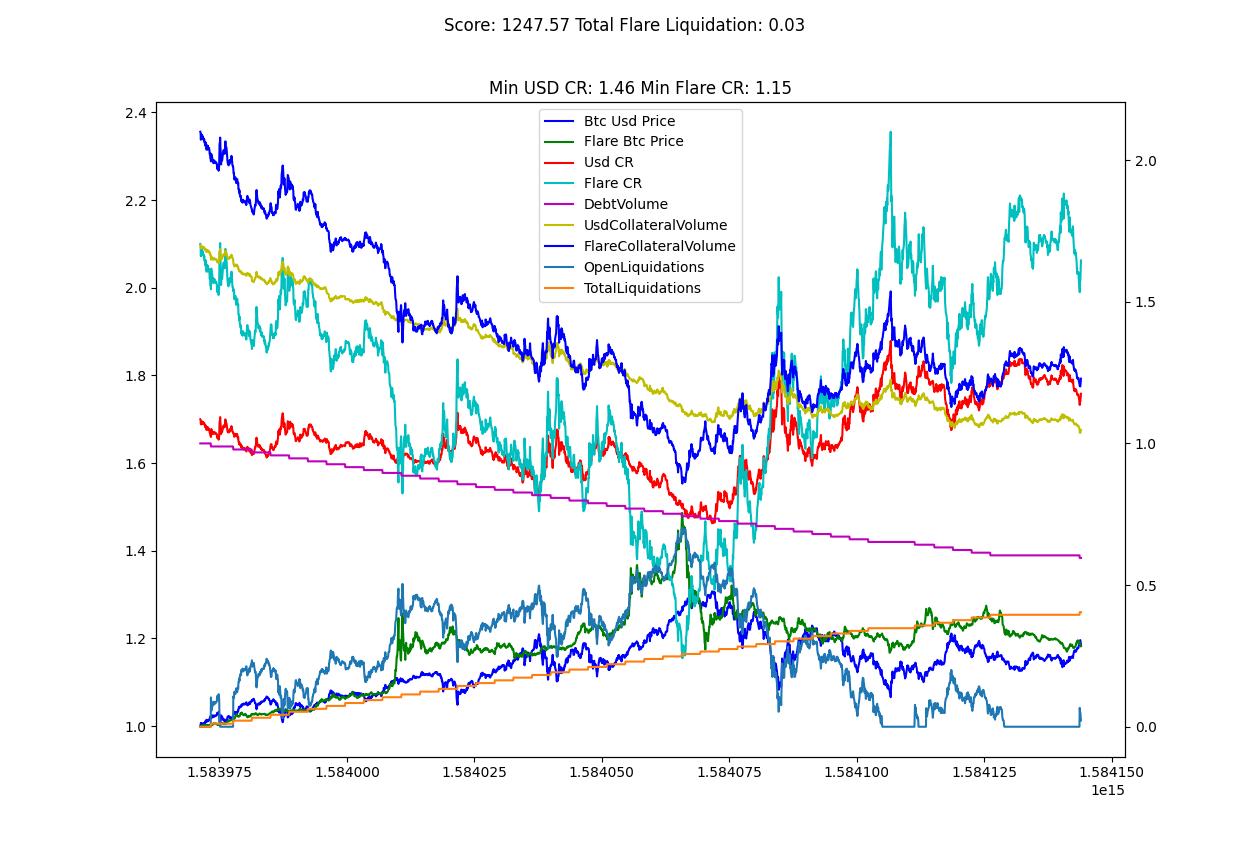 Score: 1247.57 Total Flare Liquidation: 0.03
Min USD CR: 1.46 Min Flare CR: 1.15
Btc Usd Price
Flare Btc Price
Usd CR
Flare CR
DebtVolume
UsdCollateralVolume
FlareCollateralVolume
OpenLiquidations
TotalLiquidations
2.4
2.2
2.0
1.8
1.6
1.4
1.2
1.0
2.0
1.5
1.0
0.5
0.0
1.583975 1.584000 1.584025 1.584050 1.584075 1.584100 1.584125 1.584150
1e15